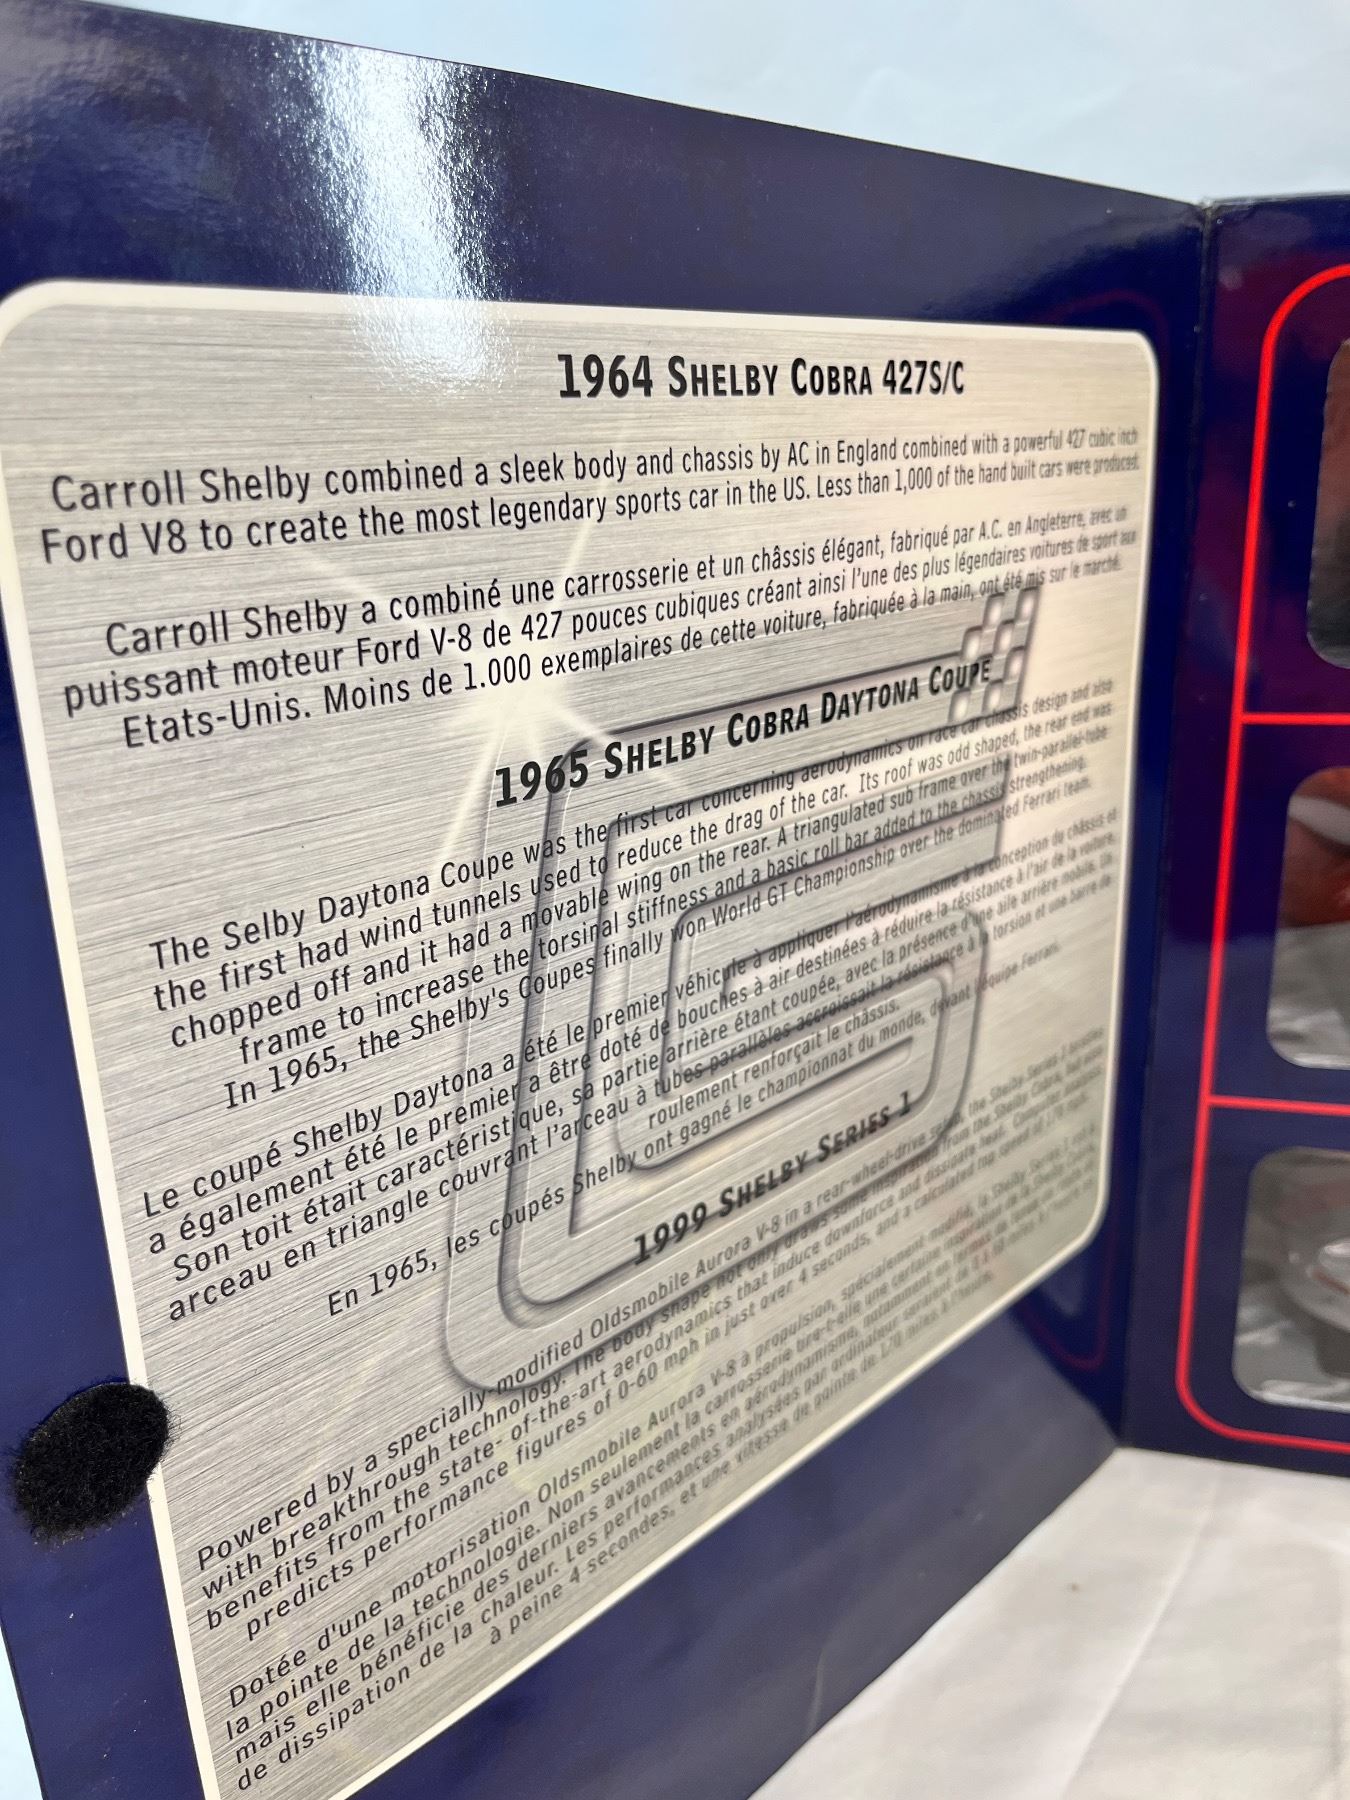 1964 SHELBY COBRA 427S/C
Carroll Shelby combined a sleek body and chassis by AC in England combined with a powerful 427 cubic inch
Ford V8 to create the most legendary sports car in the US. Less than 1,000 of the hand built cars were produced.
Carroll Shelby a combiné une carrosserie et un châssis élégant, fabriqué par A.C. en Angleterre, avec un
puissant moteur Ford V-8 de 427 pouces cubiques créant ainsi l'une des plus légendaires voitures de sport aux
Etats-Unis. Moins de 1.000 exemplaires de cette voiture, fabriquée à la main, ont été mis sur le marché.
1965 SHELBY COBRA DAYTONA COUPE
The Selby Daytona Coupe was the first car concerning aerodynamics on race car chassis design and also
the first had wind tunnels used to reduce the drag of the car. Its roof was odd shaped, the rear end was
chopped off and it had a movable wing on the rear. A triangulated sub frame over the twin-parallel-tube
frame to increase the torsinal stiffness and a basic roll bar added to the chassis strengthening.
In 1965, the Shelby's Coupes finally won World GT Championship over the dominated Ferrari team.
Le coupé Shelby Daytona a été le premier véhicule à appliquer l'aérodynamisme à la conception du châssis et
a également été le premier a être doté de bouches à air destinées à réduire la résistance à l'air de la voiture.
Son toit était caractéristique, sa partie arrière étant coupée, avec la présence d'une aile arrière mobile. Un
arceau en triangle couvrant l'arceau à tubes parallèles accroissait la résistance à la torsion et une barre de
roulement renforçait le châssis.
En 1965, les coupés Shelby ont gagné le championnat du monde, devant l'équipe Ferrari.
1999 SHELBY SERIES 1
Powered by a specially-modified Oldsmobile Aurora V-8 in a rear-wheel-drive the Shelby Series 1
with breakthrough technology. The body shape not only draws some inspiration from the Shelby Cobra, but also
benefits from the state- of-the-art aerodynamics that induce downforce and dissipate heat. Computer analysis
predicts performance figures of 0-60 mph in just over 4 seconds, and a calculated top speed of 170 mph.
Dotée d'une motorisation Oldsmobile Aurora V-8 à propulsion, spécialement modifié, la Shelby Series 1 est à
la pointe de la technologie. Non seulement la carrosserie tire-t-elle une certaine inspiration de la Shelby
mais elle bénéficie des derniers avancements en aérodynamisme, notamment en termes de
de dissipation de la chaleur. Les performances analysées par ordinateur seraient de
à peine 4 secondes, et une vitesse de pointe de 170 miles à l'heure.